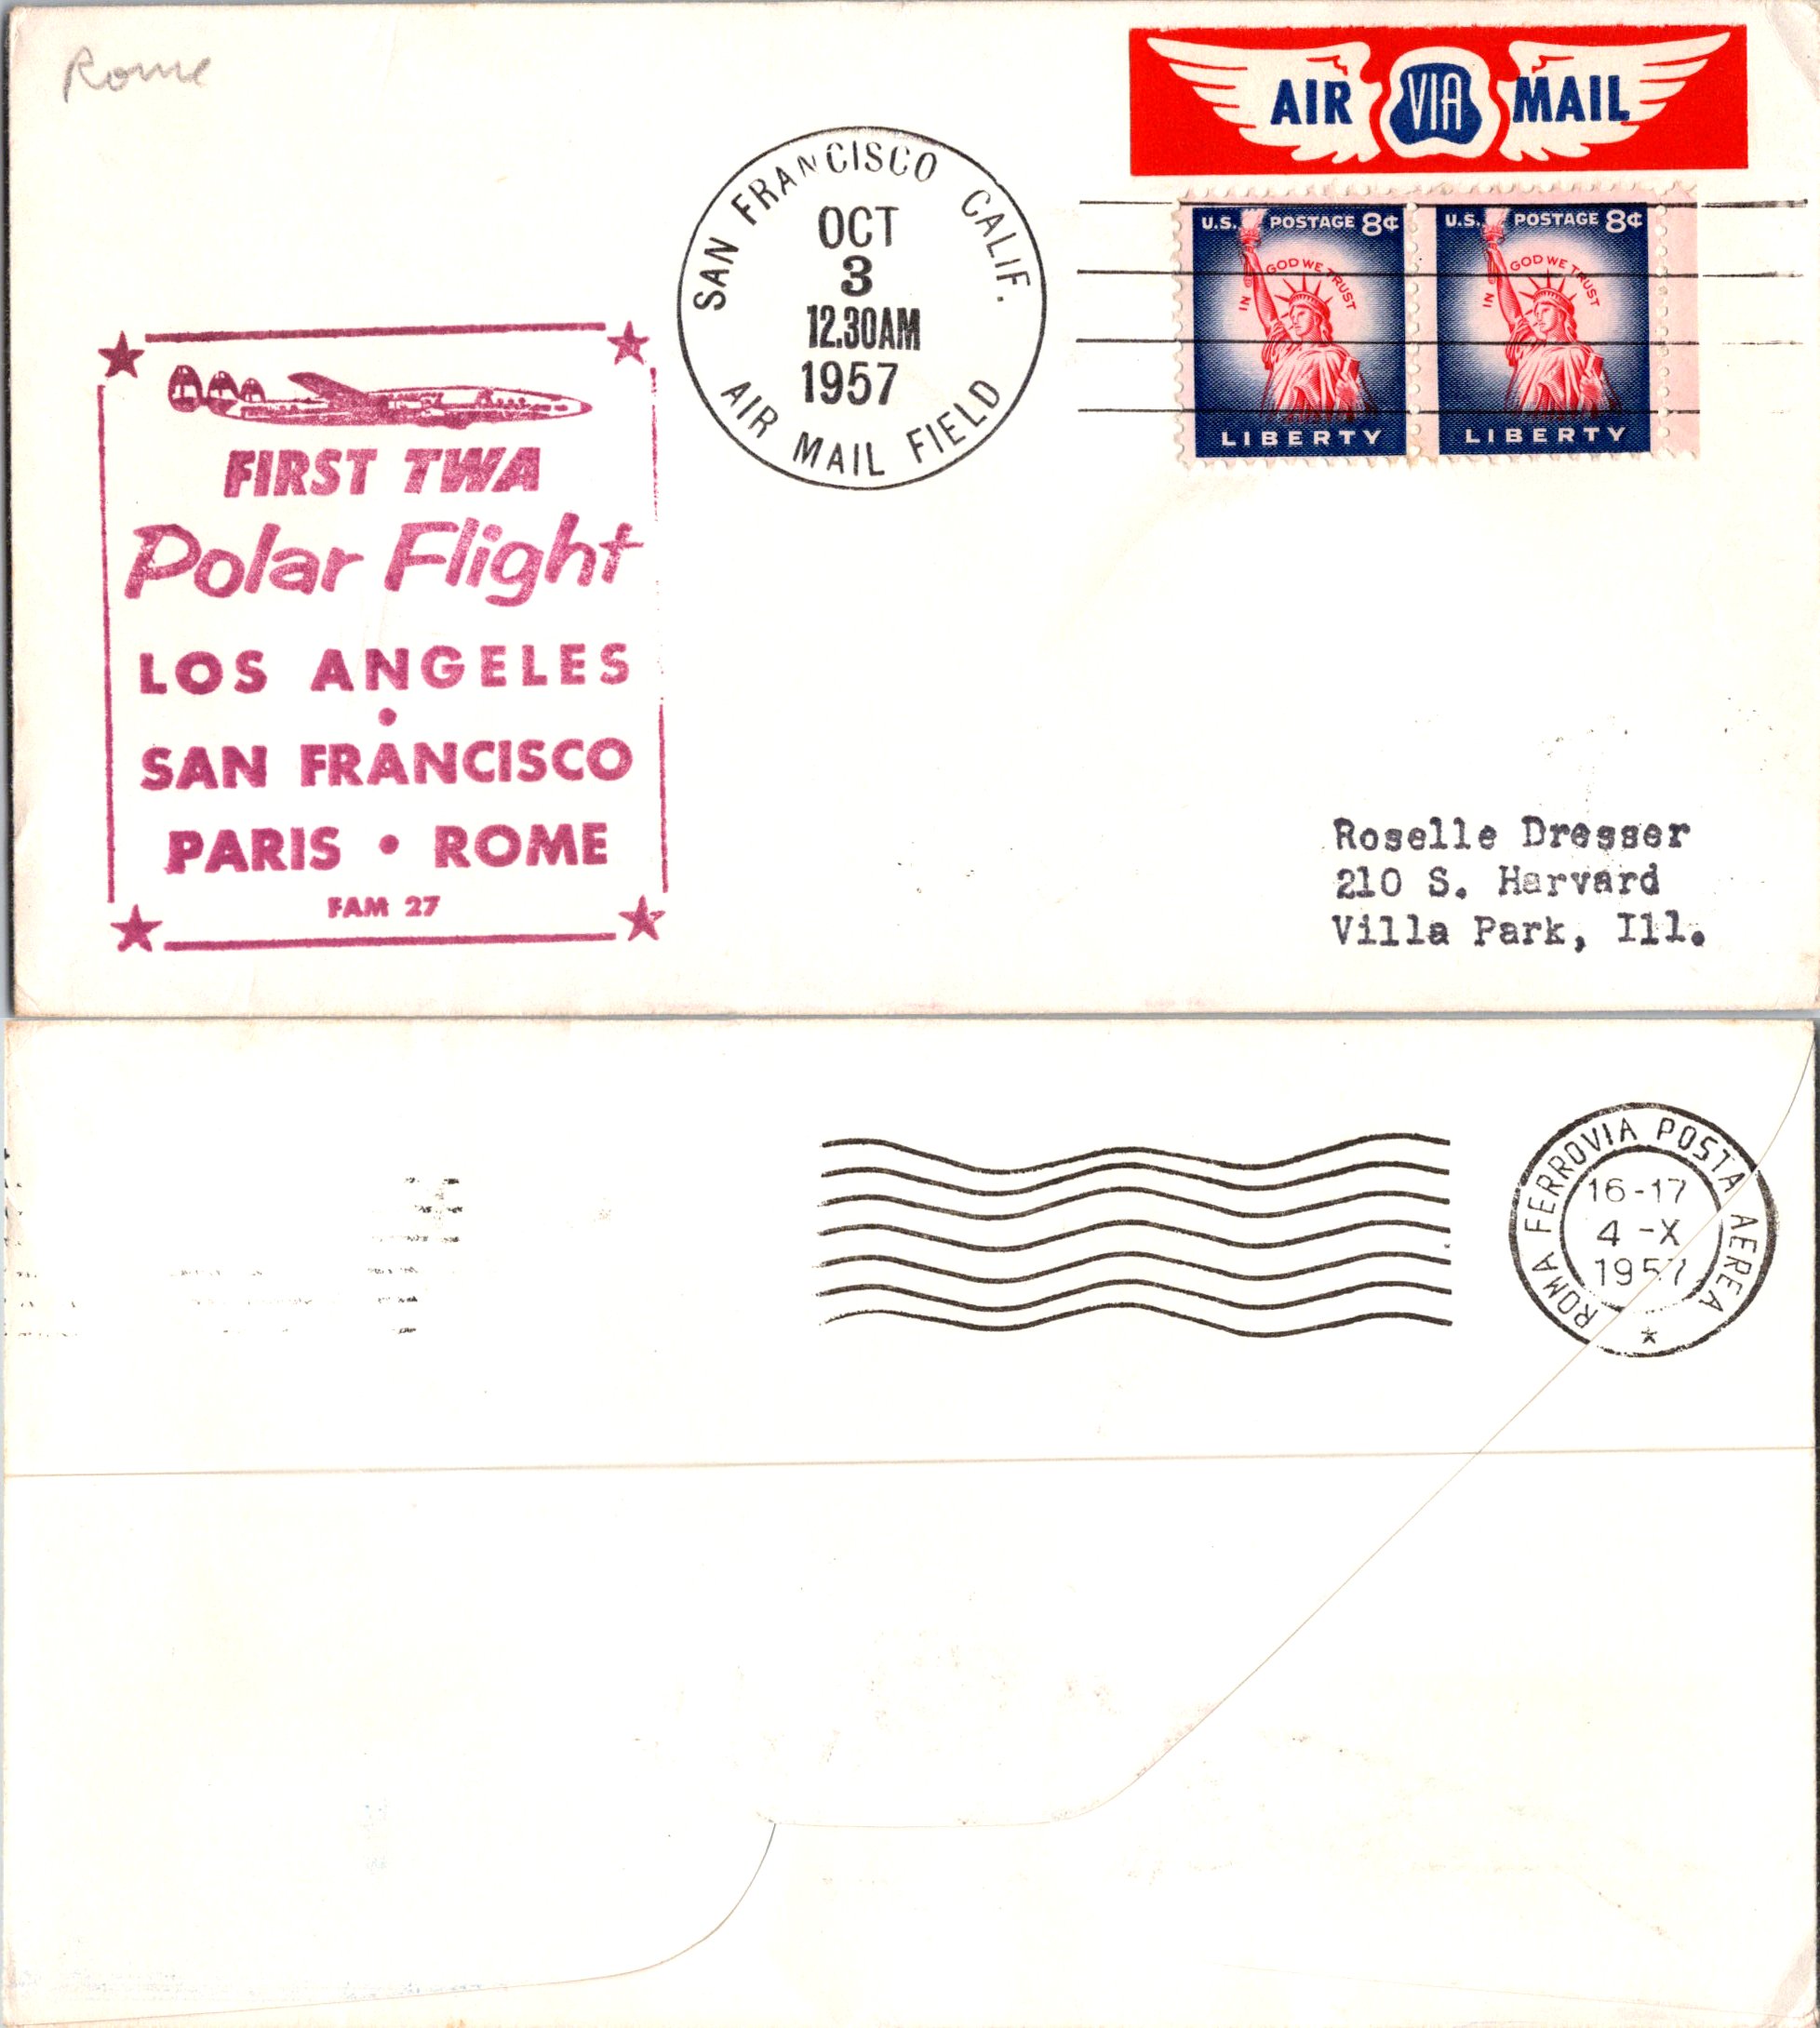 Rome
AIR VIA MAIL
SAN FRANCISCO CALIF.
OCT
3
12.30AM
1957
AIR MAIL FIELD
U.S. POSTAGE 8¢
IN GOD WE TRUST
LIBERTY
U.S. POSTAGE 8¢
IN GOD WE TRUST
LIBERTY
FIRST TWA
Polar Flight
LOS ANGELES
•
SAN FRANCISCO
PARIS • ROME
FAM 27
Roselle Dresser
210 S. Harvard
Villa Park, Ill.
ROMA FERROVIA POSTA AEREA
16-17
4-X
1957